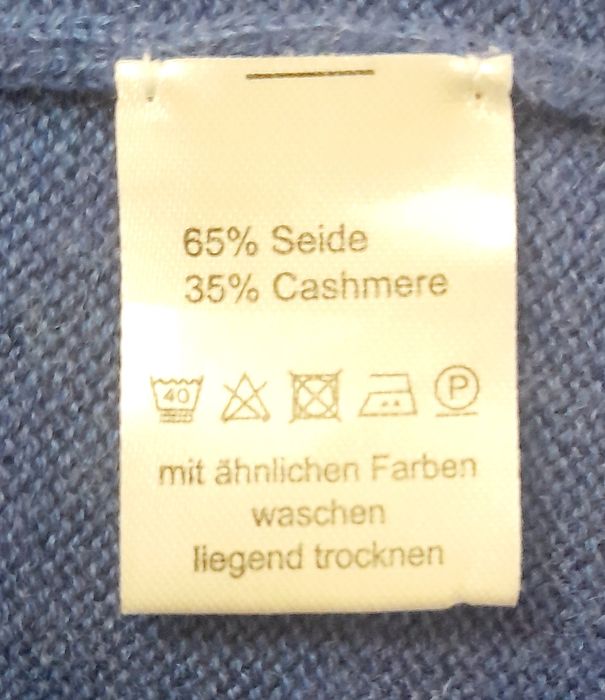 65% Seide
35% Cashmere
40 P
mit ähnlichen Farben
waschen
liegend trocknen